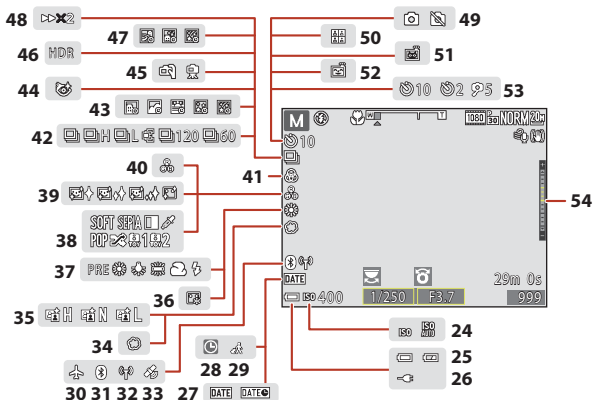 48 2 49
47 50
46 HDR
45 51
44 52
10 2 5 53
43
M W T 1080 30 NORM 20M
10
42 H L 120 60
40
41
39
54
SOFT SEPIA
38
POP 1 2
37 PRE
36
DATE 29m 0s
35 H N L
ISO 400 1/250 F3.7 999
34
ISO ISO AUTO 24
28 29 25
26
30 31 32 33 27 DATE DATE